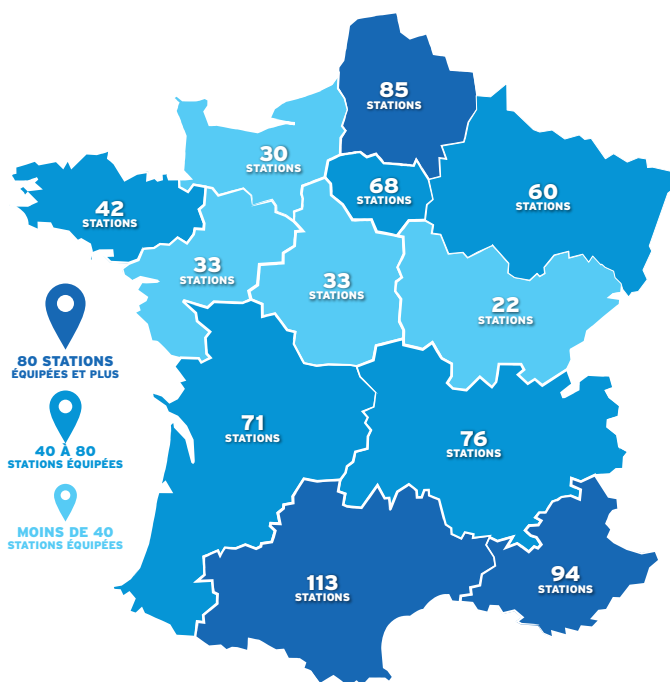 85
STATIONS
30
STATIONS
68
STATIONS
60
STATIONS
42
STATIONS
33
STATIONS
33
STATIONS
22
STATIONS
80 STATIONS
ÉQUIPÉES ET PLUS
71
STATIONS
76
STATIONS
40 À 80
STATIONS ÉQUIPÉES
MOINS DE 40
STATIONS ÉQUIPÉES
113
STATIONS
94
STATIONS